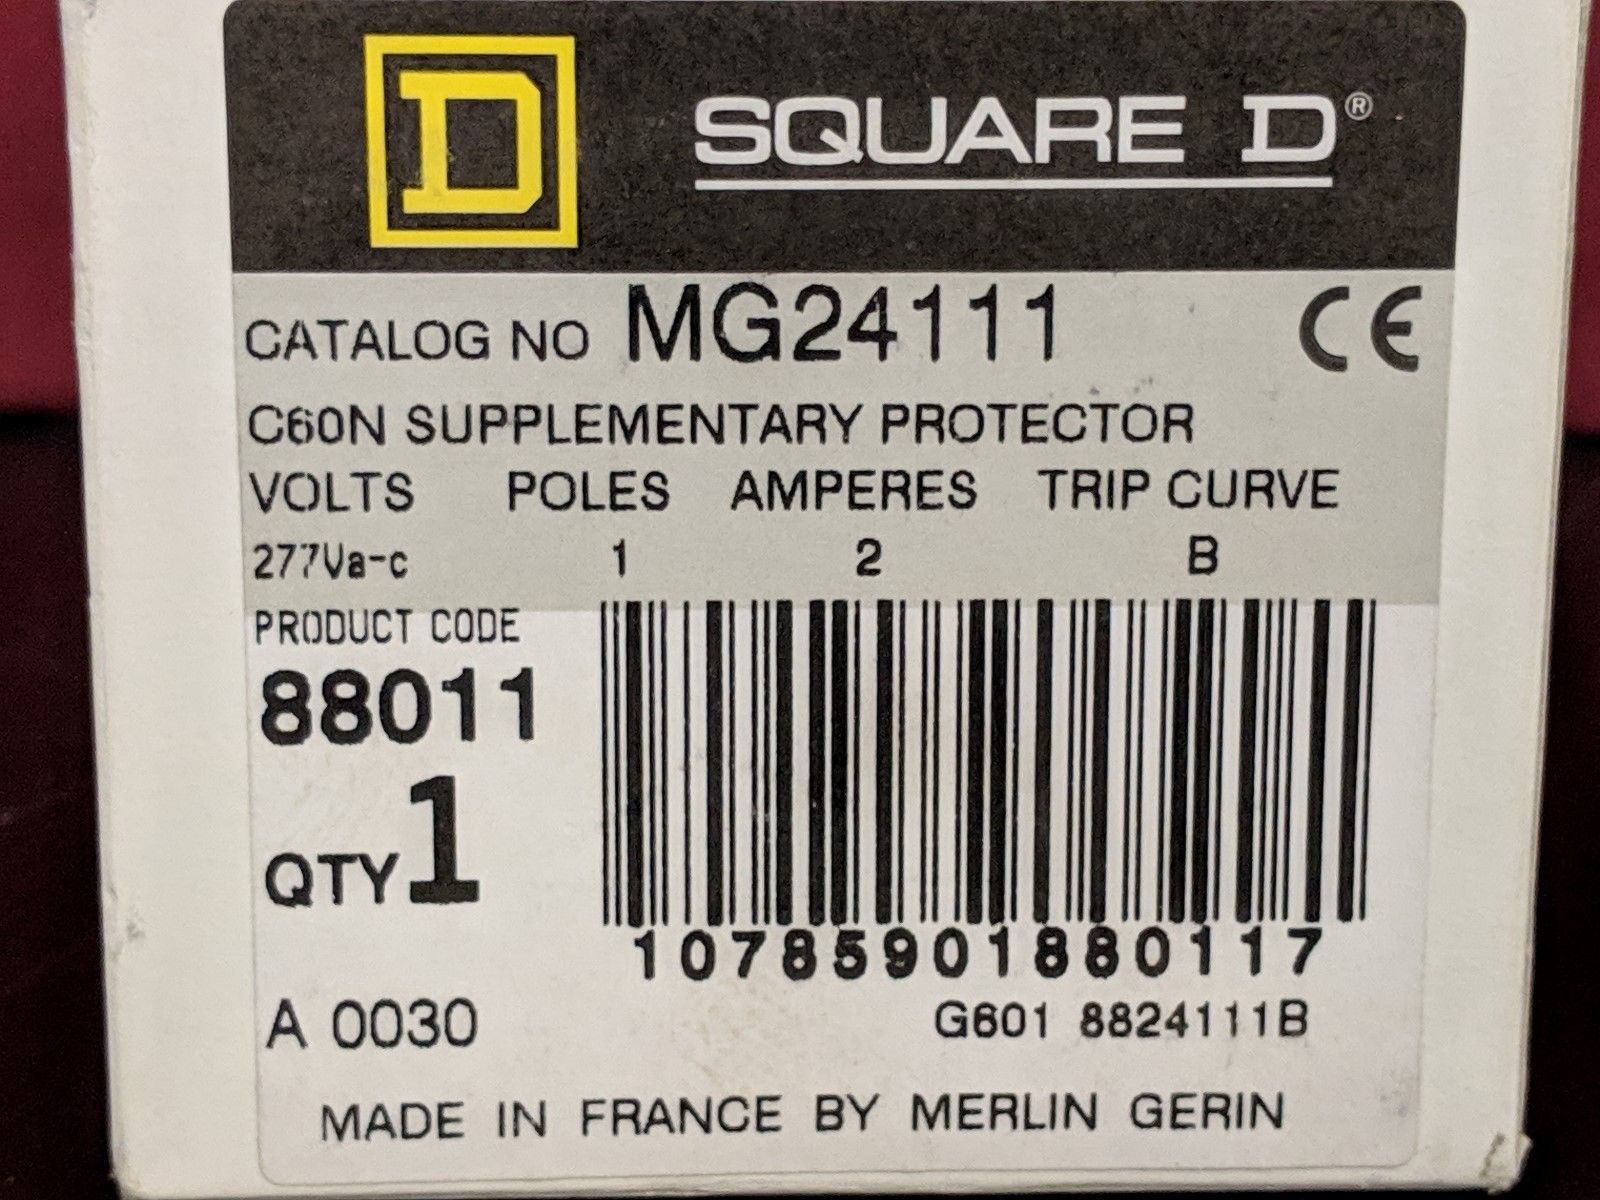 D SQUARE D®
CATALOG NO MG24111 CE
C60N SUPPLEMENTARY PROTECTOR
VOLTS POLES AMPERES TRIP CURVE
277Va-c 1 2 B
PRODUCT CODE
88011
QTY 1
10785901880117
A 0030 G601 8824111B
MADE IN FRANCE BY MERLIN GERIN